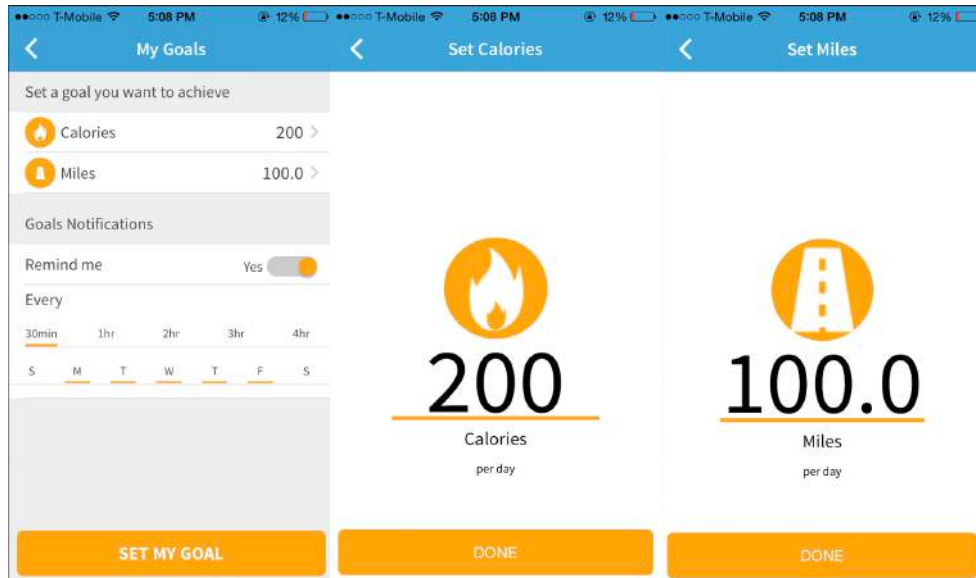 T-Mobile 5:08 PM 12%
My Goals
Set a goal you want to achieve
Calories 200
Miles 100.0
Goals Notifications
Remind me Yes
Every
30min 1hr 2hr 3hr 4hr
S M T W T F S
SET MY GOAL
T-Mobile 5:08 PM 12%
Set Calories
200
Calories
per day
DONE
T-Mobile 5:08 PM 12%
Set Miles
100.0
Miles
per day
DONE